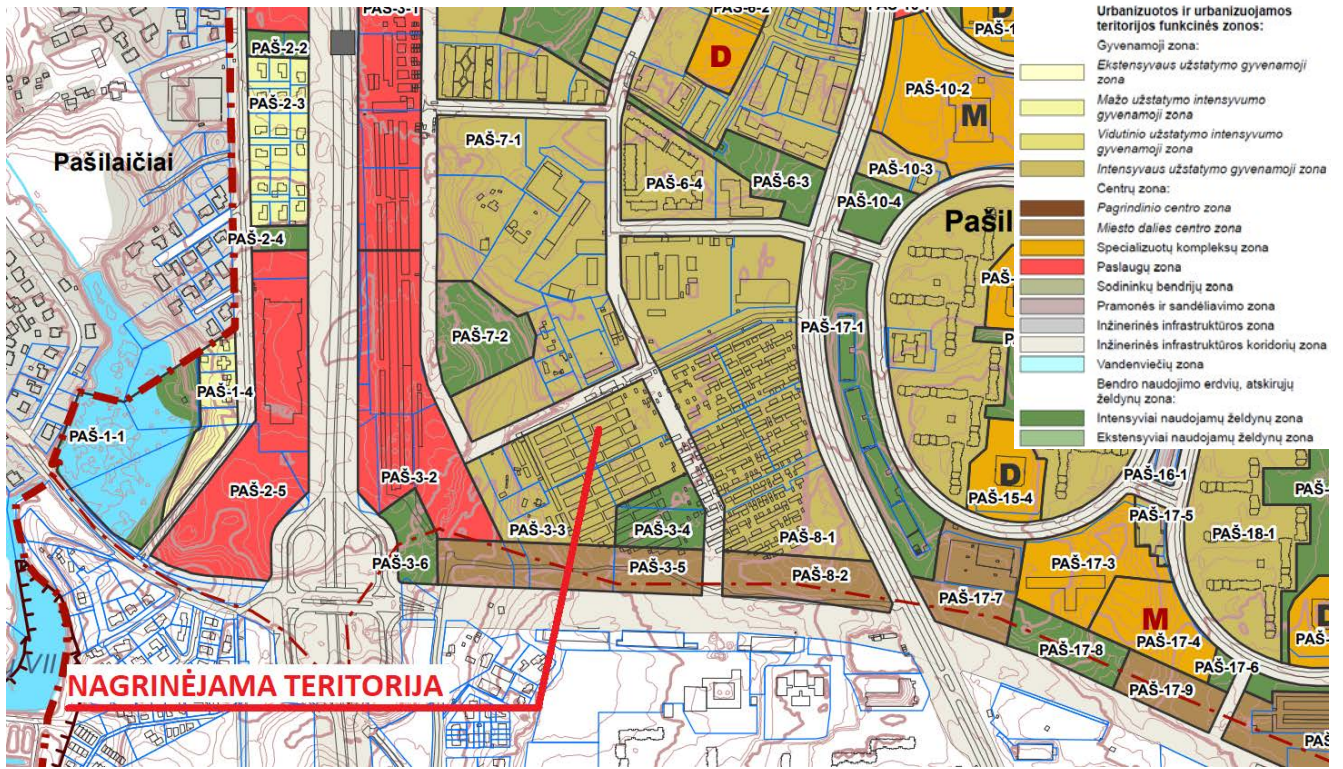 PAŠ-3-1
PAŠ-6-2
PAŠ-2-2
D
PAŠ-2-3
PAŠ-10-2
M
Pašilaičiai
PAŠ-7-1
PAŠ-6-4
PAŠ-6-3
PAŠ-10-3
PAŠ-10-4
PAŠ-2-4
Pašil
PAŠ-7-2
PAŠ-17-1
PAŠ-1-4
PAŠ-1-1
PAŠ-2-5
PAŠ-3-2
D
PAŠ-15-4
PAŠ-16-1
PAŠ-17-5
PAŠ-18-1
PAŠ-3-3
PAŠ-3-4
PAŠ-8-1
PAŠ-3-6
PAŠ-3-5
PAŠ-8-2
PAŠ-17-3
PAŠ-17-7
M
PAŠ-17-4
PAŠ-17-8
PAŠ-17-6
PAŠ-17-9
VII
NAGRINĖJAMA TERITORIJA
Urbanizuotos ir urbanizuojamos
teritorijos funkcinės zonos:
Gyvenamoji zona:
Ekstensyvaus užstatymo gyvenamoji
zona
Mažo užstatymo intensyvumo
gyvenamoji zona
Vidutinio užstatymo intensyvumo
gyvenamoji zona
Intensyvaus užstatymo gyvenamoji zona
Centrų zona:
Pagrindinio centro zona
Miesto dalies centro zona
Specializuotų kompleksų zona
Paslaugų zona
Sodininkų bendrijų zona
Pramonės ir sandėliavimo zona
Inžinerinės infrastruktūros zona
Inžinerinės infrastruktūros koridorių zona
Vandenviečių zona
Bendro naudojimo erdvių, atskirųjų
želdynų zona:
Intensyviai naudojamų želdynų zona
Ekstensyviai naudojamų želdynų zona